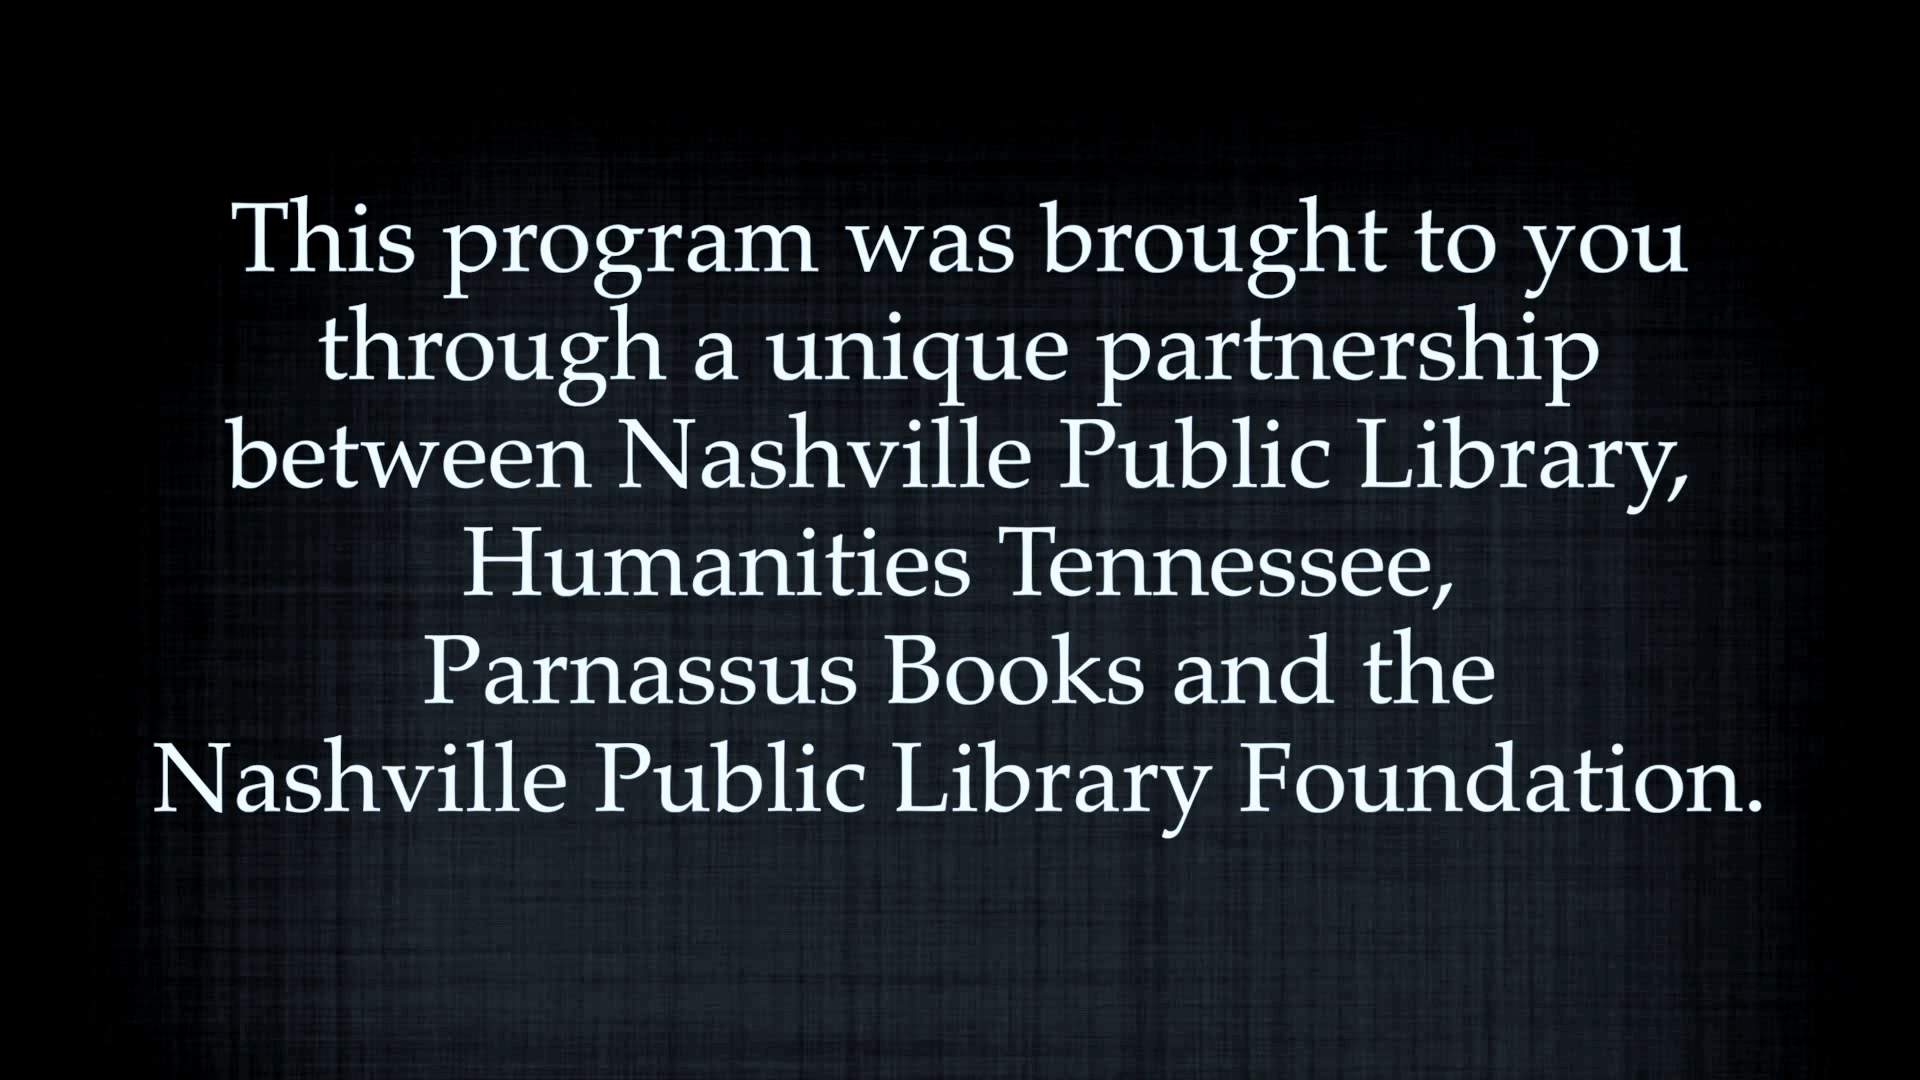 This program was brought to you
through a unique partnership
between Nashville Public Library,
Humanities Tennessee,
Parnassus Books and the
Nashville Public Library Foundation.